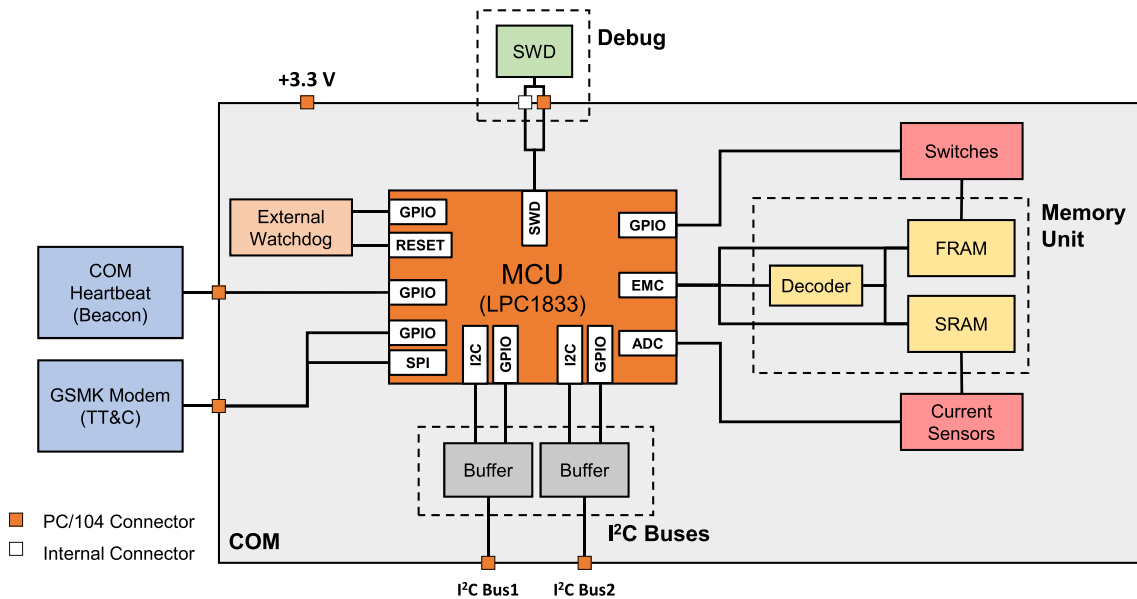 SWD
Debug
+3.3 V
Switches
External
Watchdog
GPIO
RESET
SWD
GPIO
Memory
Unit
FRAM
COM
Heartbeat
(Beacon)
GPIO
MCU
(LPC1833)
EMC
Decoder
SRAM
GPIO
SPI
I2C
GPIO
I2C
GPIO
ADC
GSMK Modem
(TT&C)
Current
Sensors
Buffer
Buffer
PC/104 Connector
Internal Connector
COM
I²C Buses
I²C Bus1
I²C Bus2